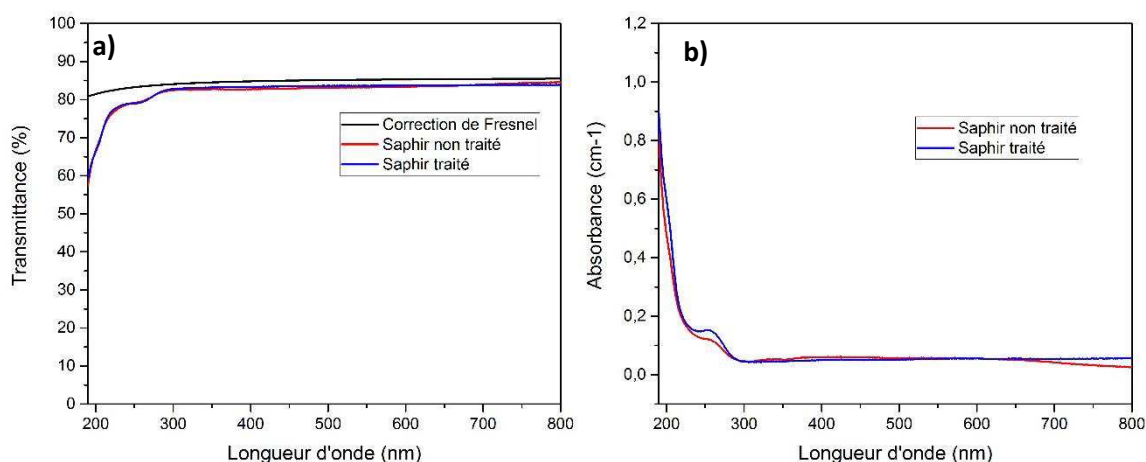 a)
Transmittance (%)
100
90
80
70
60
50
40
30
20
10
0
Correction de Fresnel
Saphir non traité
Saphir traité
200 300 400 500 600 700 800
Longueur d'onde (nm)
b)
Absorbance (cm-1)
1,2
1,0
0,8
0,6
0,4
0,2
0,0
Saphir non traité
Saphir traité
200 300 400 500 600 700 800
Longueur d'onde (nm)